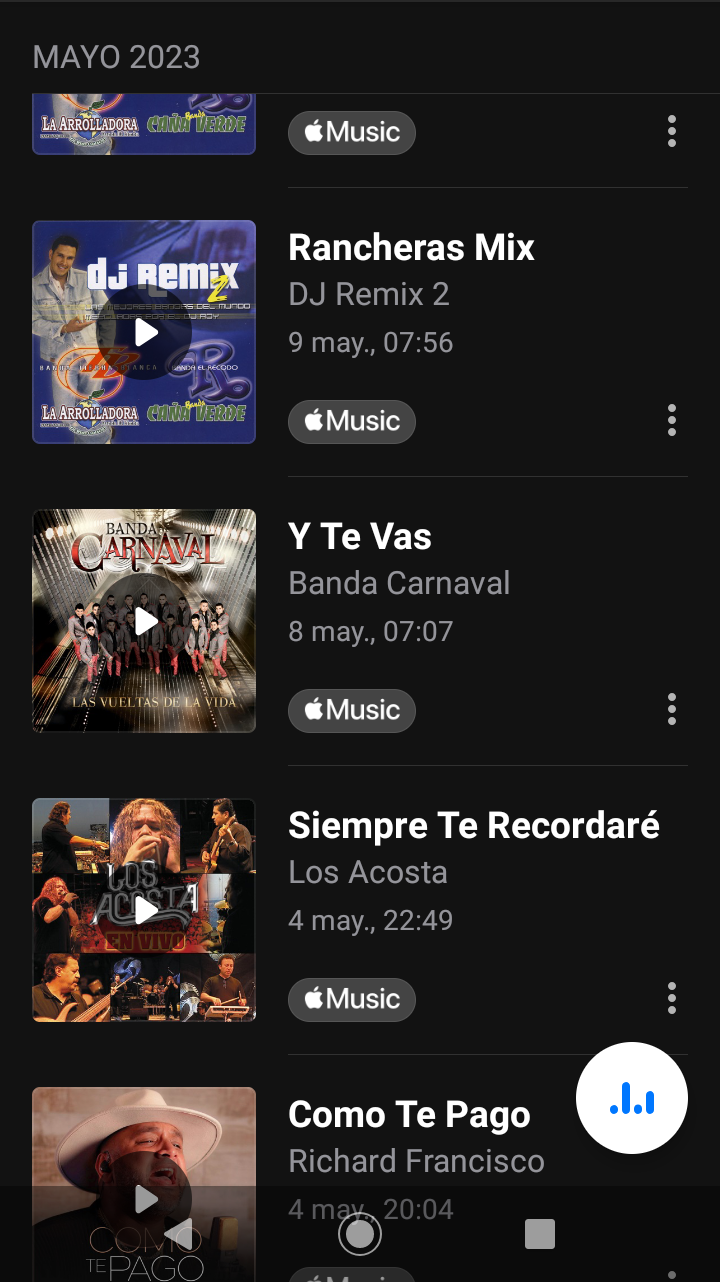 MAYO 2023
LA ARROLLADORA
Banda
CAÑA VERDE
Music
dj Remix
2
LAS MEJORES BANDAS DEL MUNDO
BANDA EL RECODO
LA ARROLLADORA
Banda
CAÑA VERDE
Rancheras Mix
DJ Remix 2
9 may., 07:56
Music
BANDA
CARNAVAL
LAS VUELTAS DE LA VIDA
Y Te Vas
Banda Carnaval
8 may., 07:07
Music
LOS
ACOSTA
EN VIVO
Siempre Te Recordaré
Los Acosta
4 may., 22:49
Music
COMO
TE PAGO
Como Te Pago
Richard Francisco
4 may., 20:04
Music